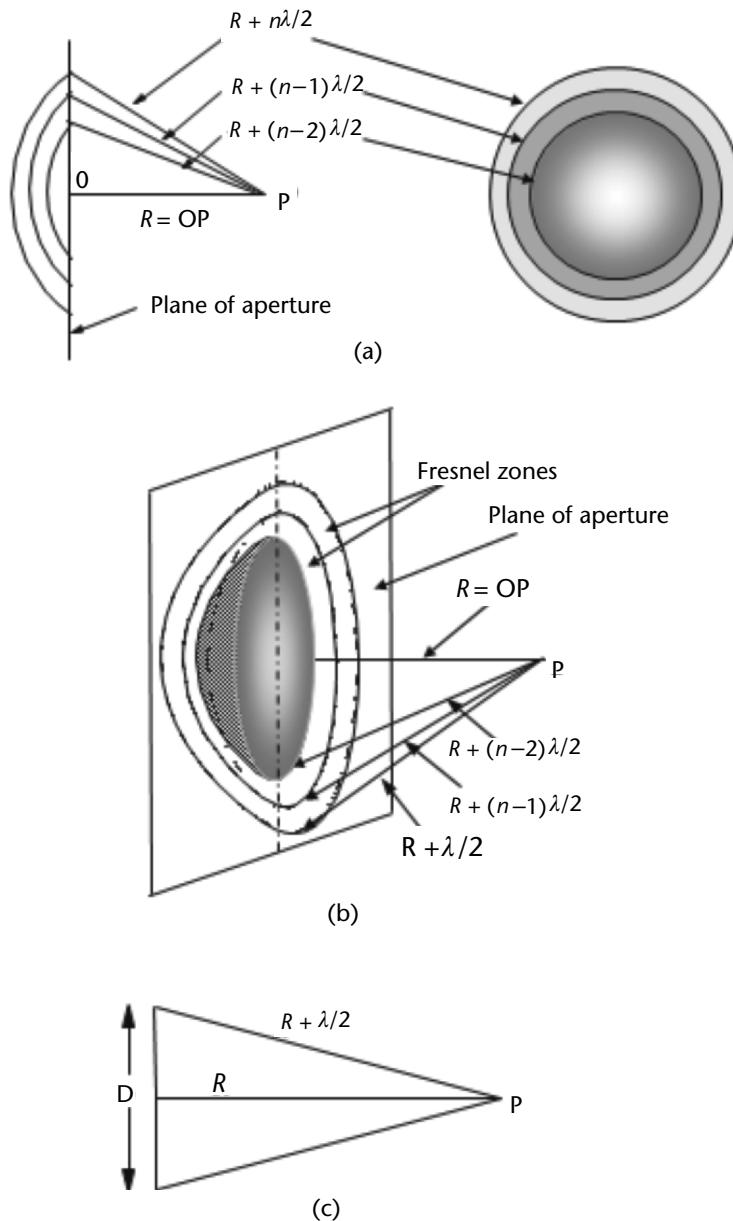 R + nλ/2
R + (n−1) λ/2
R + (n−2) λ/2
0
P
R = OP
Plane of aperture
(a)
Fresnel zones
Plane of aperture
R = OP
P
R + (n−2) λ/2
R + (n−1) λ/2
R + λ/2
(b)
R + λ/2
R
D
P
(c)